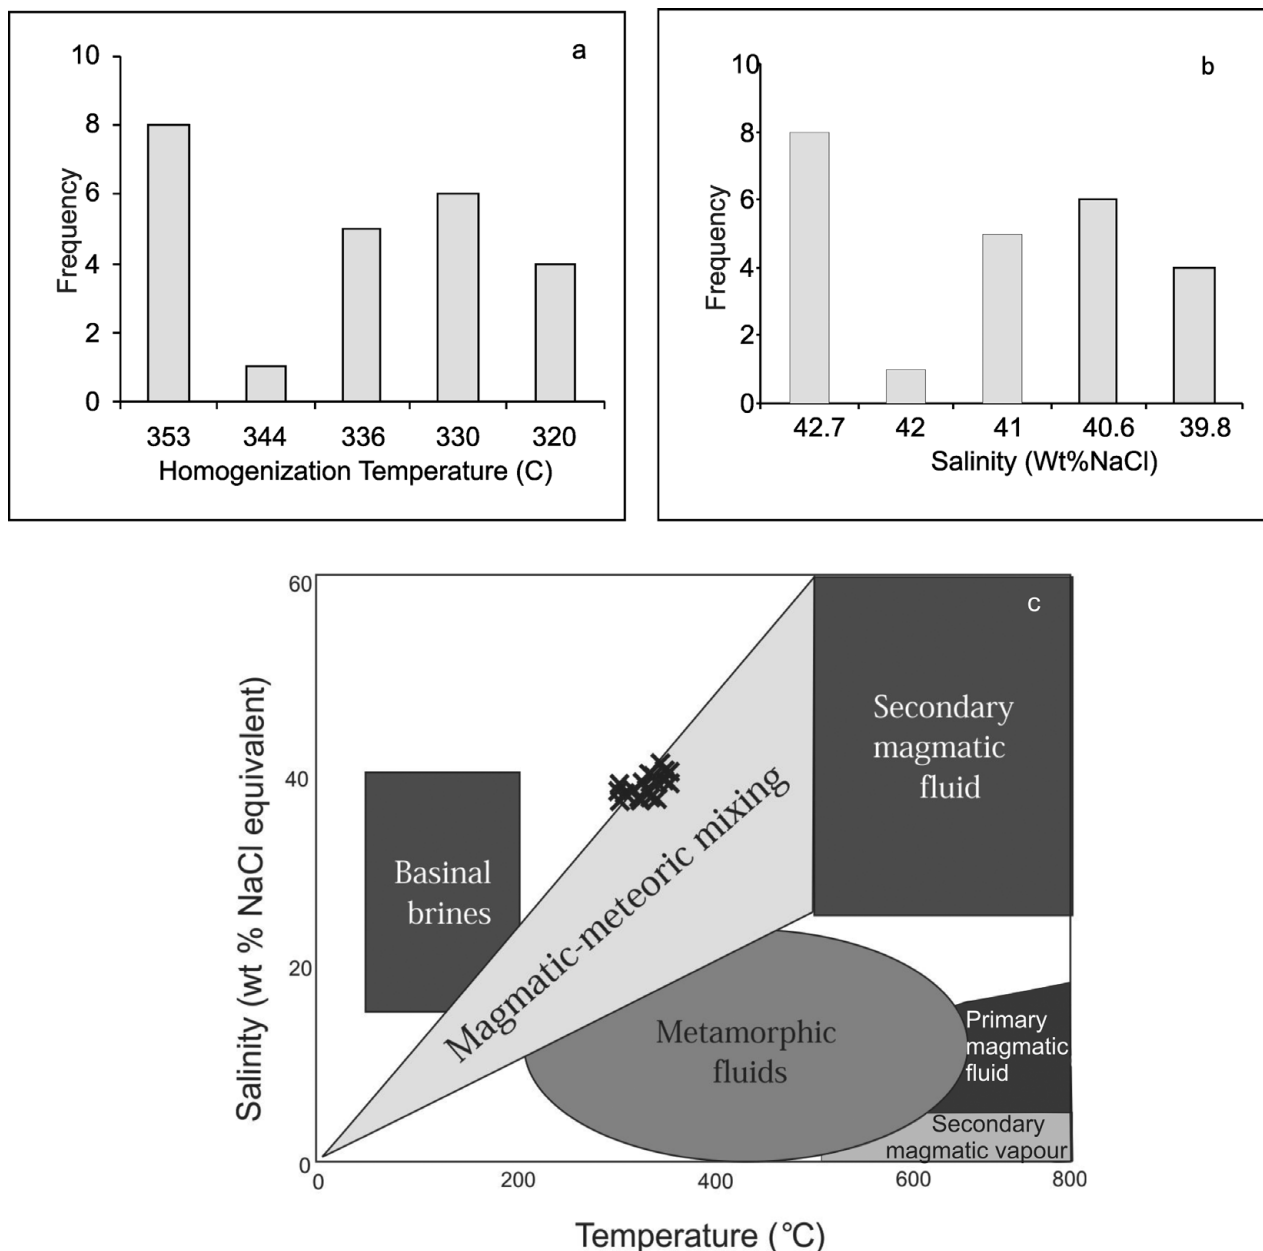 a
10
8
6
4
2
0
Frequency
353 344 336 330 320
Homogenization Temperature (C)
b
10
8
6
4
2
0
Frequency
42.7 42 41 40.6 39.8
Salinity (Wt%NaCl)
c
60
40
20
0
Salinity (wt % NaCl equivalent)
Basinal
brines
Magmatic-meteoric mixing
Secondary
magmatic
fluid
Metamorphic
fluids
Primary
magmatic
fluid
Secondary
magmatic vapour
0 200 400 600 800
Temperature (°C)